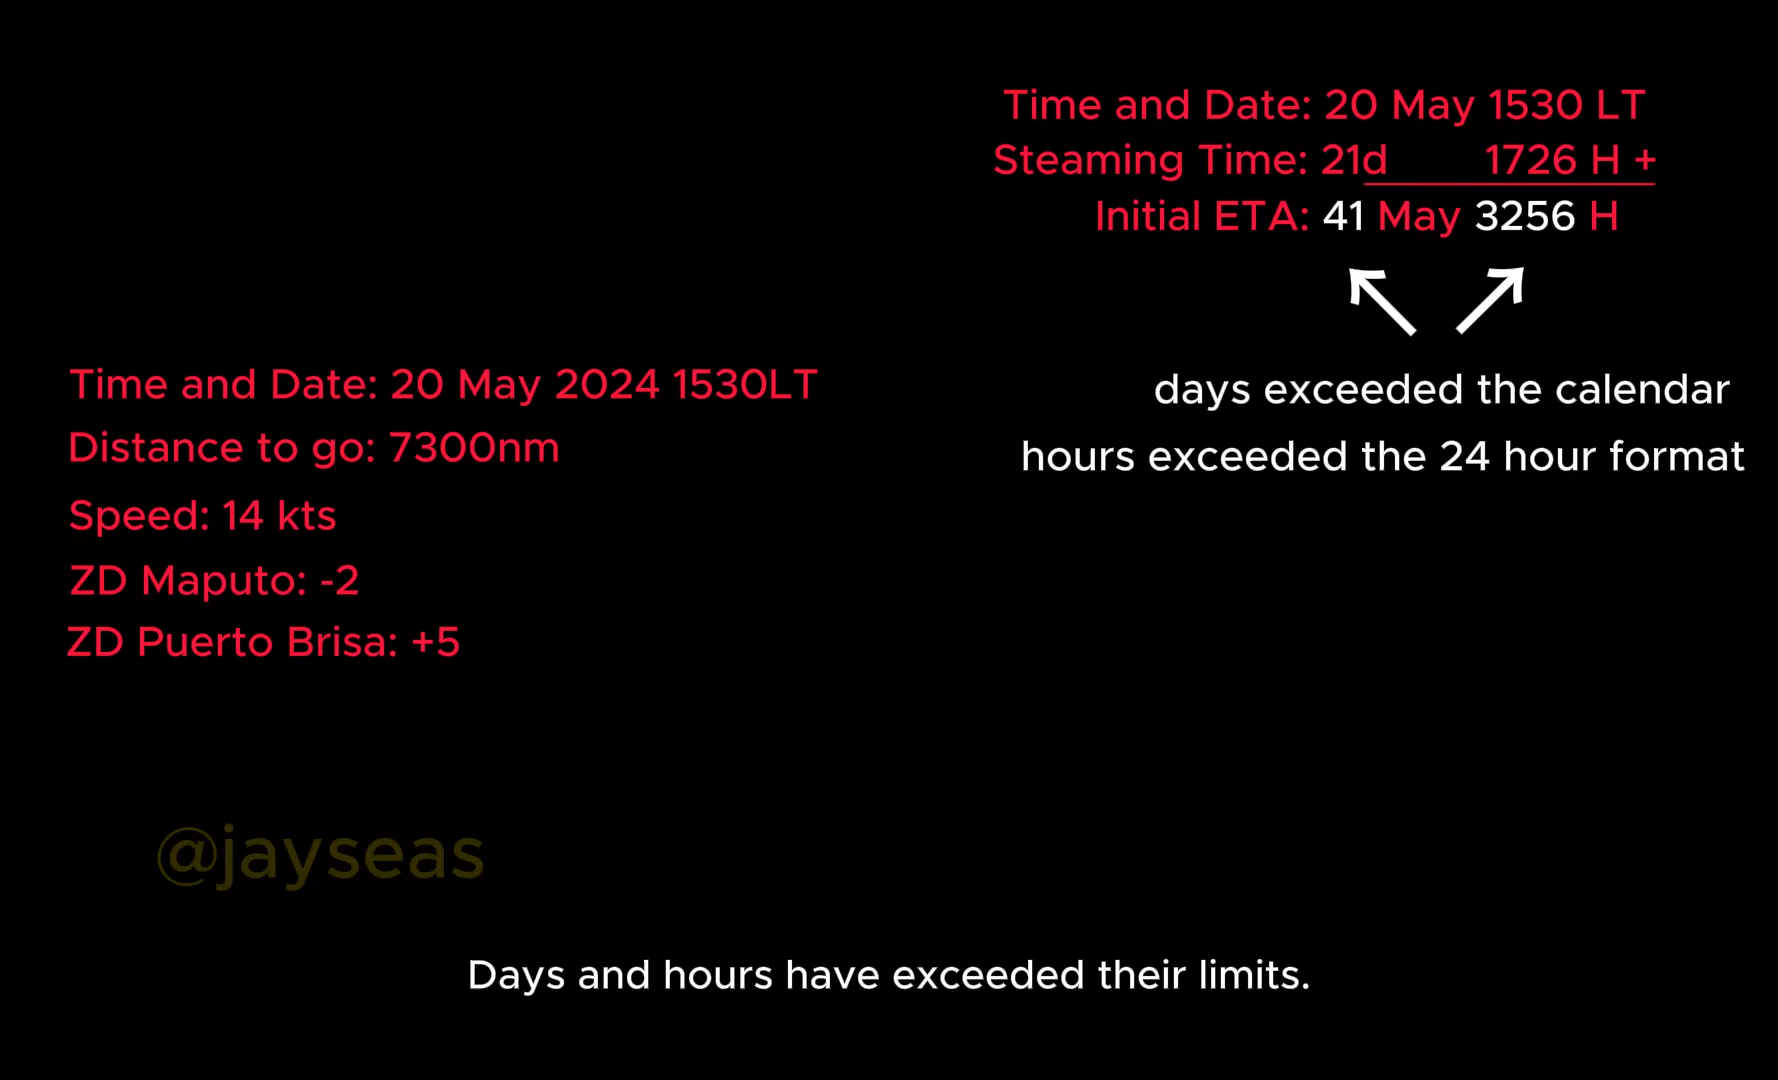 Time and Date: 20 May 1530 LT
Steaming Time: 21d 1726 H +
Initial ETA: 41 May 3256 H
days exceeded the calendar
hours exceeded the 24 hour format
Time and Date: 20 May 2024 1530LT
Distance to go: 7300nm
Speed: 14 kts
ZD Maputo: -2
ZD Puerto Brisa: +5
@jayseas
Days and hours have exceeded their limits.